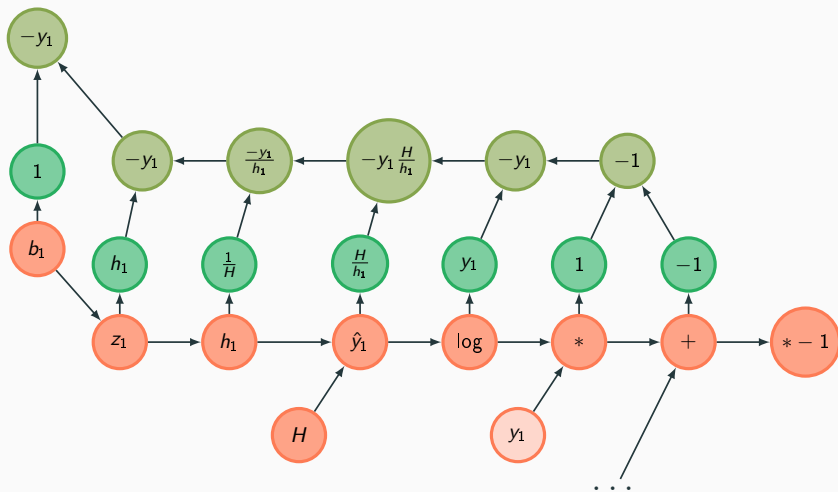 −y₁
−y₁ −y₁/h₁ −y₁ H/h₁ −y₁ −1
1
b₁
h₁ 1/H H/h₁ y₁ 1 −1
z₁ h₁ ŷ₁ log * + * − 1
H y₁
. . .